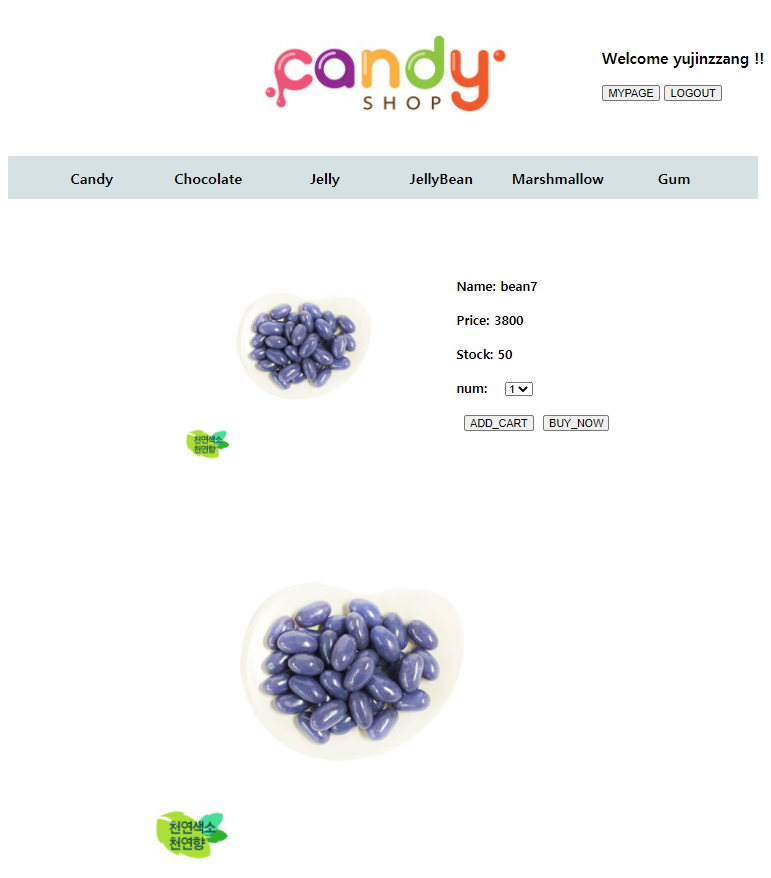 candy
SHOP
Welcome yujinzzang !!
MYPAGE LOGOUT
Candy Chocolate Jelly JellyBean Marshmallow Gum
Name: bean7
Price: 3800
Stock: 50
num: 1
ADD_CART BUY_NOW
천연색소
천연향
천연색소
천연향